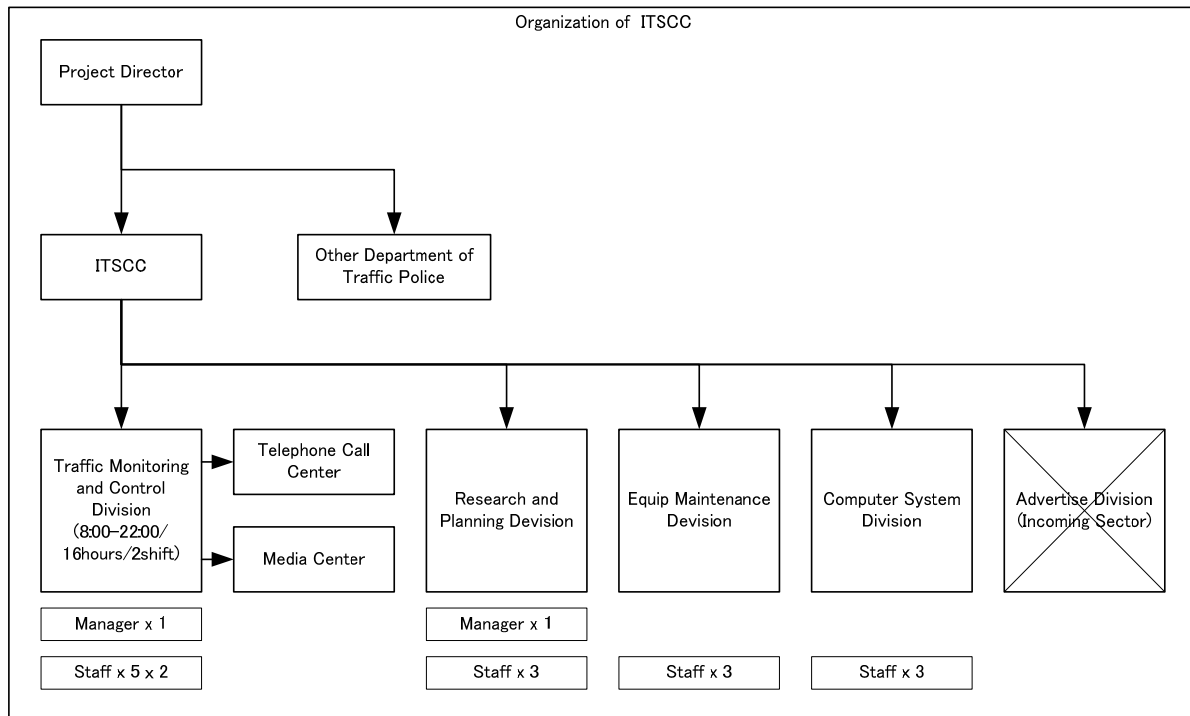 Organization of ITSCC
Project Director
ITSCC
Other Department of
Traffic Police
Traffic Monitoring
and Control
Division
(8:00-22:00/
16hours/2shift)
Telephone Call
Center
Media Center
Research and
Planning Devision
Equip Maintenance
Devision
Computer System
Division
Advertise Division
(Incoming Sector)
Manager x 1
Manager x 1
Staff x 5 x 2
Staff x 3
Staff x 3
Staff x 3